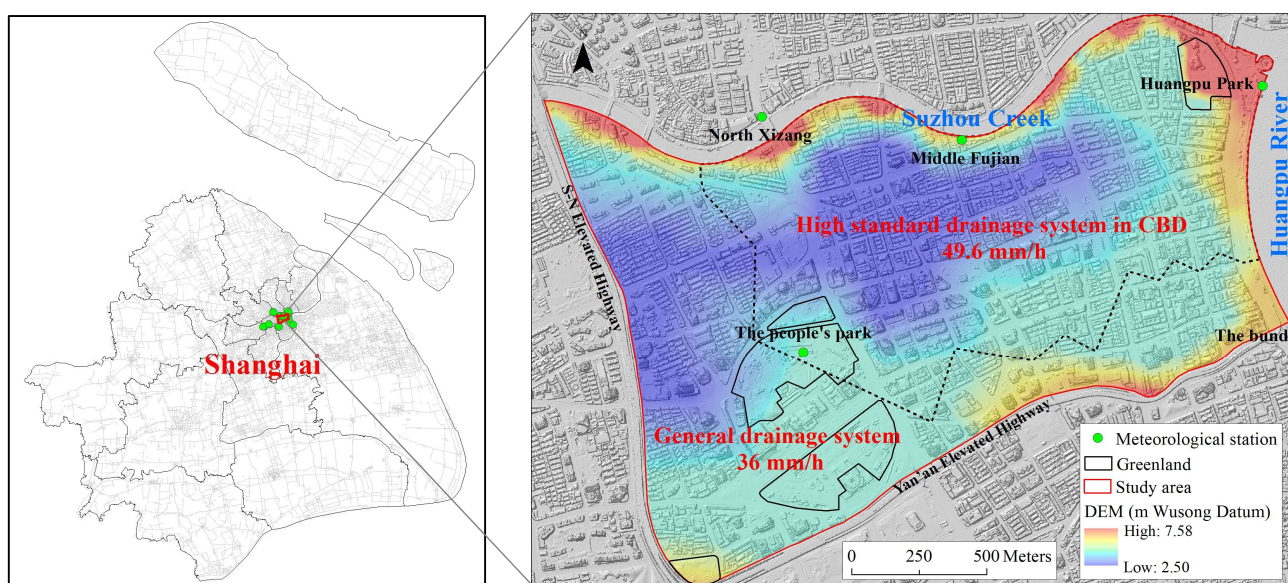 Shanghai
Huangpu Park
North Xizang
Suzhou Creek
Middle Fujian
Huangpu River
S-N Elevated Highway
High standard drainage system in CBD
49.6 mm/h
The people's park
The bund
General drainage system
36 mm/h
Yan'an Elevated Highway
Meteorological station
Greenland
Study area
DEM (m Wusong Datum)
High: 7.58
Low: 2.50
0 250 500 Meters